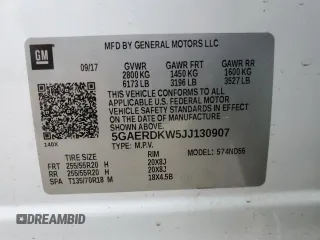 GM
MFD BY GENERAL MOTORS LLC
09/17
GVWR GAWR FRT GAWR RR
2800 KG 1450 KG 1600 KG
6173 LB 3196 LB 3527 LB
THIS VEHICLE CONFORMS TO ALL APPLICABLE
U.S. FEDERAL MOTOR VEHICLE SAFETY
STANDARDS IN EFFECT ON THE DATE OF
MANUFACTURE SHOWN ABOVE.
140X
5GAERDKW5JJ130907
TYPE: M.P.V. MODEL:
TIRE SIZE RIM
FRT 255/55R20 H 20X8J
RR 255/55R20 H 20X8J
SPA T135/70R18 M 18X4.5B
© AMERIBID LLC